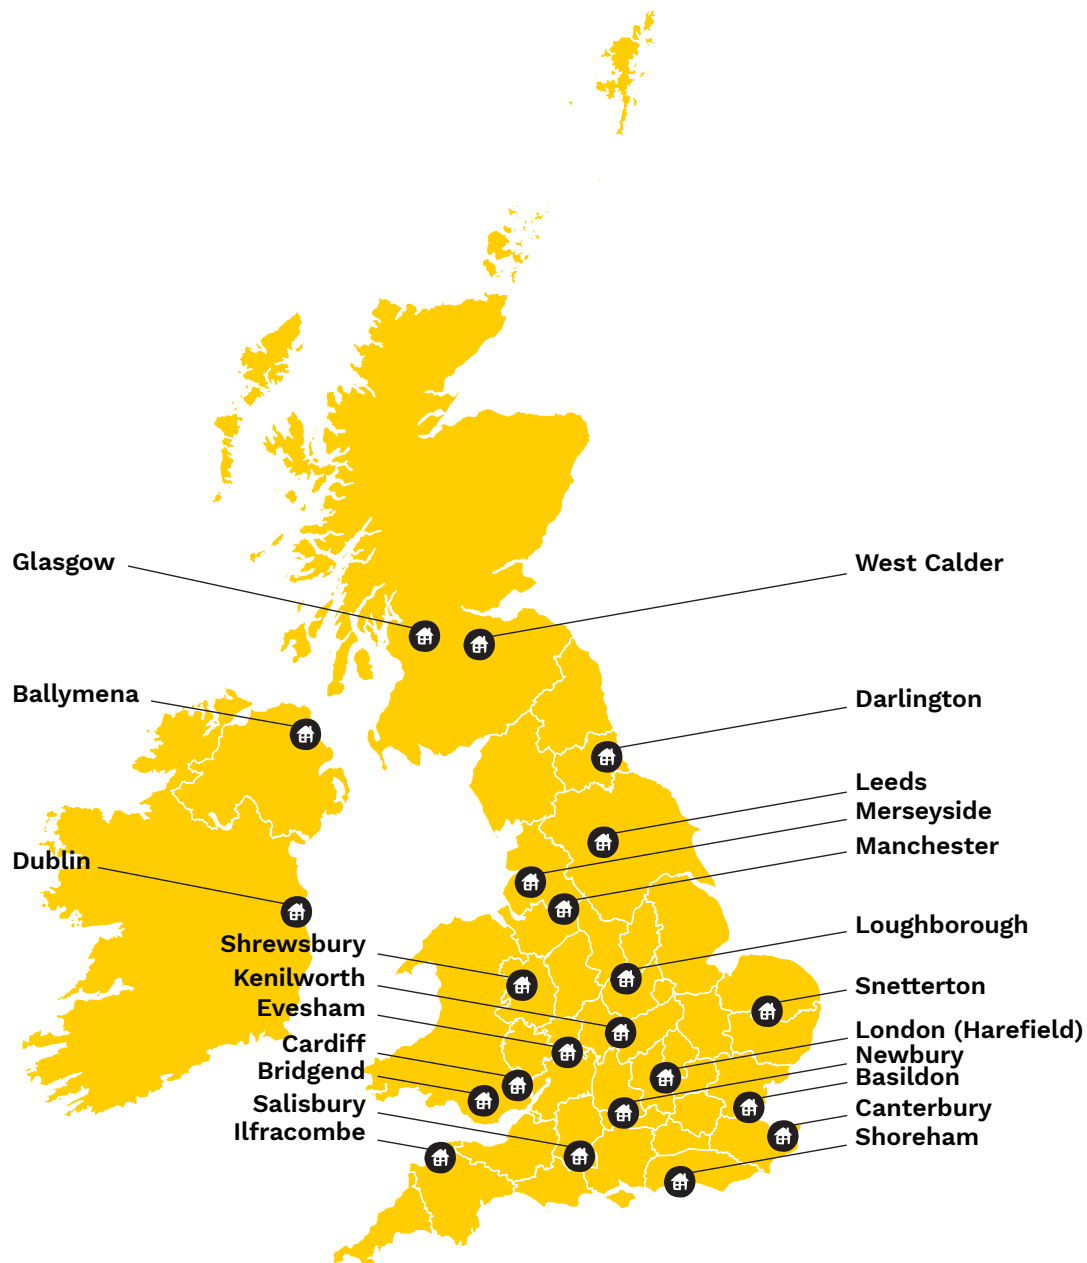 Glasgow
West Calder
Ballymena
Darlington
Leeds
Merseyside
Manchester
Dublin
Loughborough
Shrewsbury
Kenilworth
Snetterton
Evesham
London (Harefield)
Cardiff
Newbury
Bridgend
Basildon
Salisbury
Canterbury
Ilfracombe
Shoreham